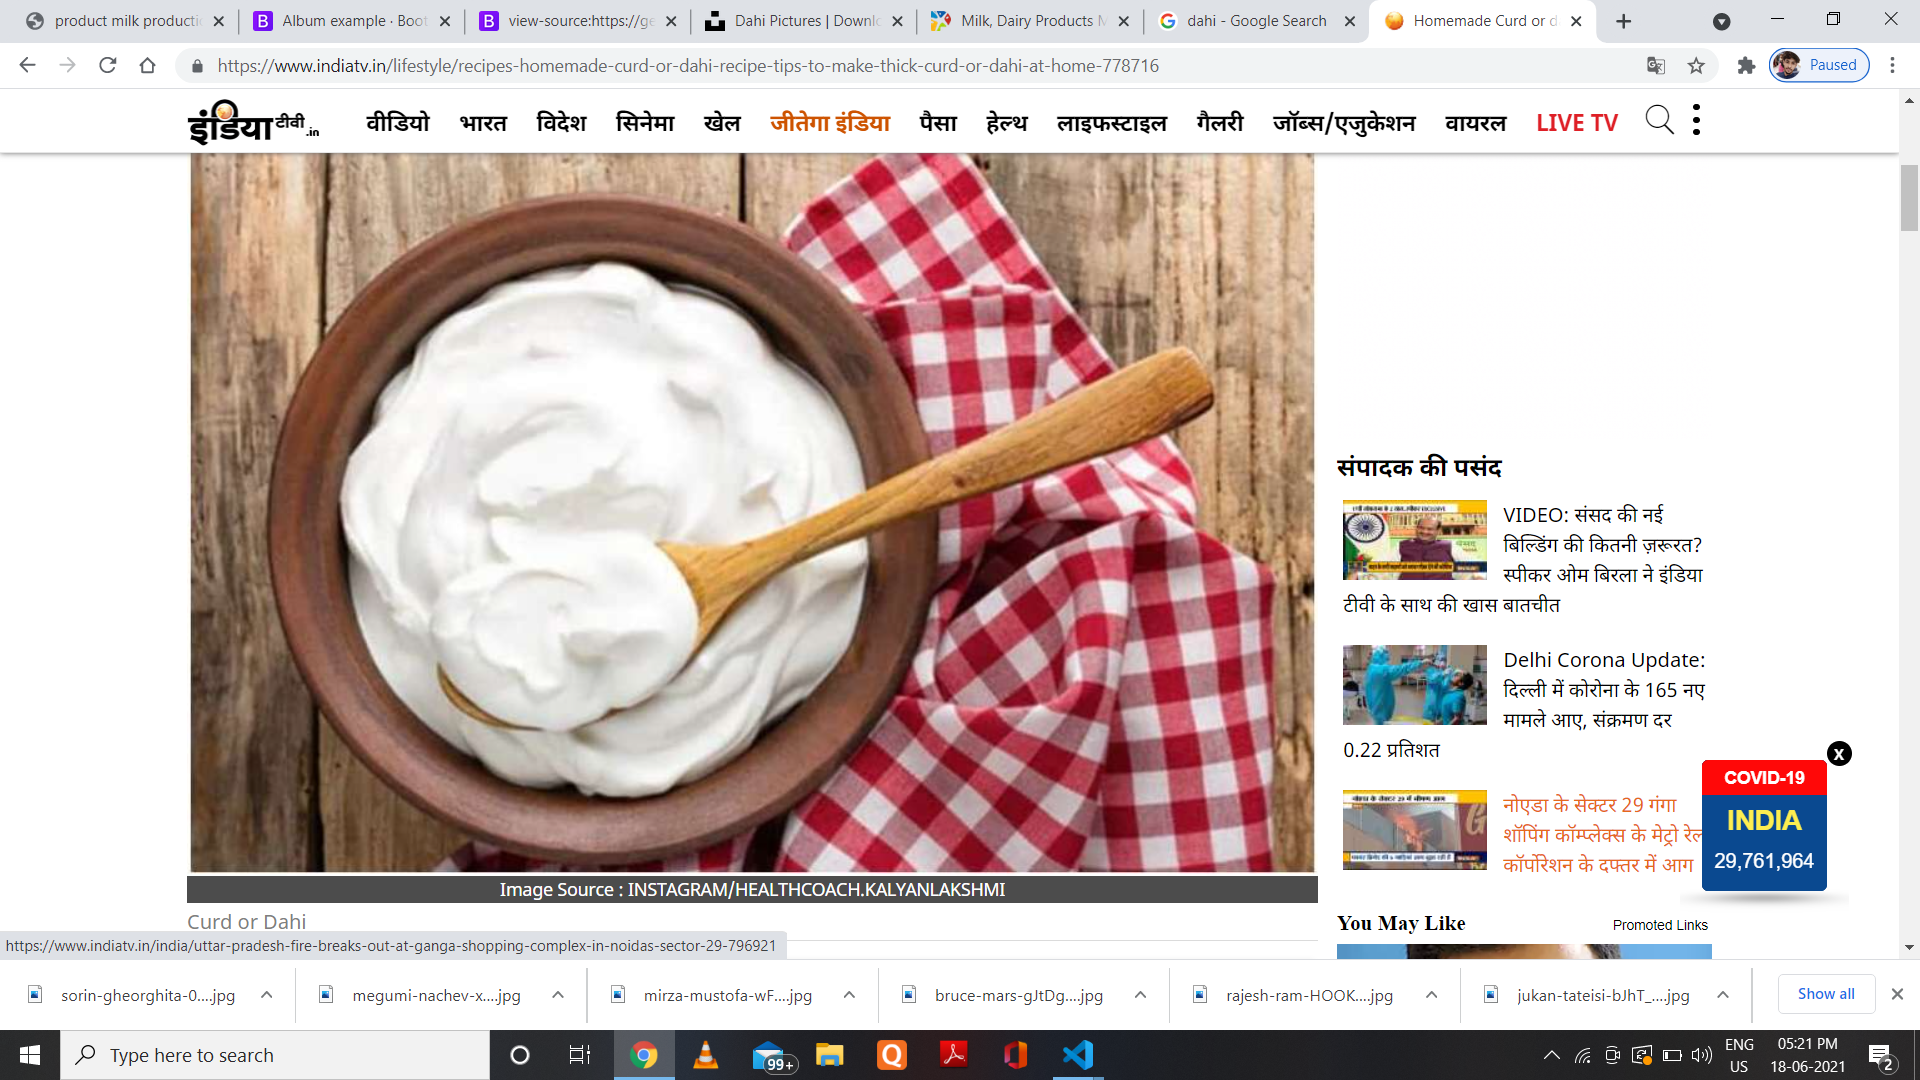 product milk producti
Album example · Boot
view-source:https://ge
Dahi Pictures | Downlo
Milk, Dairy Products M
dahi - Google Search
Homemade Curd or d
https://www.indiatv.in/lifestyle/recipes-homemade-curd-or-dahi-recipe-tips-to-make-thick-curd-or-dahi-at-home-778716
Paused
इंडिया टीवी .in
वीडियो भारत विदेश सिनेमा खेल जीतेगा इंडिया पैसा हेल्थ लाइफस्टाइल गैलरी जॉब्स/एजुकेशन वायरल LIVE TV
संपादक की पसंद
VIDEO: संसद की नई
बिल्डिंग की कितनी ज़रूरत?
स्पीकर ओम बिरला ने इंडिया
टीवी के साथ की खास बातचीत
Delhi Corona Update:
दिल्ली में कोरोना के 165 नए
मामले आए, संक्रमण दर
0.22 प्रतिशत
नोएडा के सेक्टर 29 गंगा
शॉपिंग कॉम्प्लेक्स के मेट्रो रेल
कॉर्पोरेशन के दफ्तर में आग
X
COVID-19
INDIA
29,761,964
Image Source : INSTAGRAM/HEALTHCOACH.KALYANLAKSHMI
Curd or Dahi
You May Like
Promoted Links
https://www.indiatv.in/india/uttar-pradesh-fire-breaks-out-at-ganga-shopping-complex-in-noidas-sector-29-796921
sorin-gheorghita-0....jpg
megumi-nachev-x....jpg
mirza-mustofa-wF....jpg
bruce-mars-gJtDg....jpg
rajesh-ram-HOOK....jpg
jukan-tateisi-bJhT_....jpg
Show all
Type here to search
99+
ENG
US
05:21 PM
18-06-2021
2